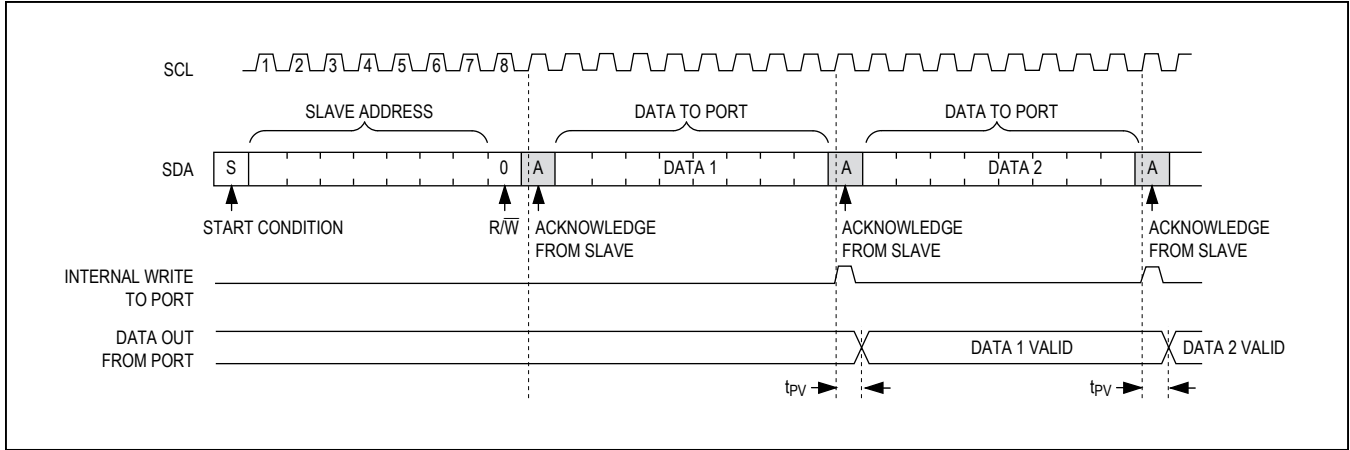 SCL 1 2 3 4 5 6 7 8
SLAVE ADDRESS DATA TO PORT DATA TO PORT
SDA S 0 A DATA 1 A DATA 2 A
START CONDITION R/W̅ ACKNOWLEDGE FROM SLAVE ACKNOWLEDGE FROM SLAVE ACKNOWLEDGE FROM SLAVE
INTERNAL WRITE
TO PORT
DATA OUT
FROM PORT
DATA 1 VALID DATA 2 VALID
tPV tPV